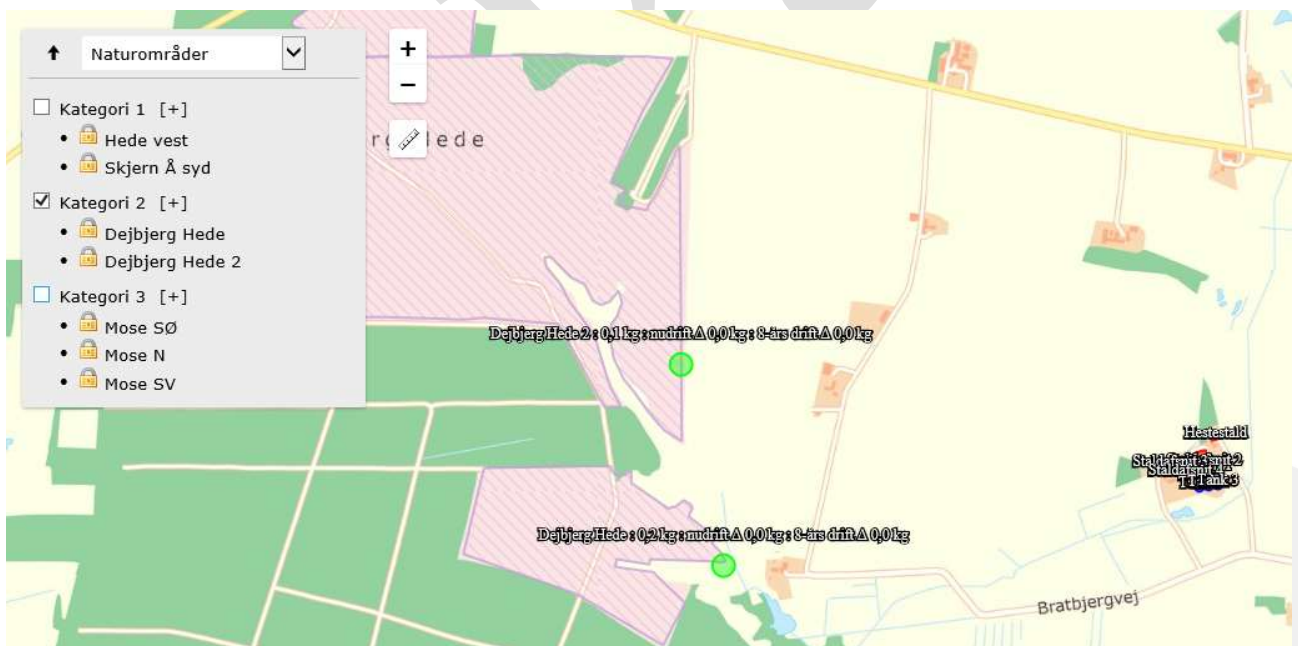 Naturområder
Kategori 1 [+]
Hede vest
Skjern Å syd
Kategori 2 [+]
Dejbjerg Hede
Dejbjerg Hede 2
Kategori 3 [+]
Mose SØ
Mose N
Mose SV
+
−
ede
Dejbjerg Hede 2 : 0,1 kg : nudrift Δ 0,0 kg : 8-års drift Δ 0,0 kg
Hestestald
Tank 3
Dejbjerg Hede : 0,2 kg : nudrift Δ 0,0 kg : 8-års drift Δ 0,0 kg
Bratbjergvej